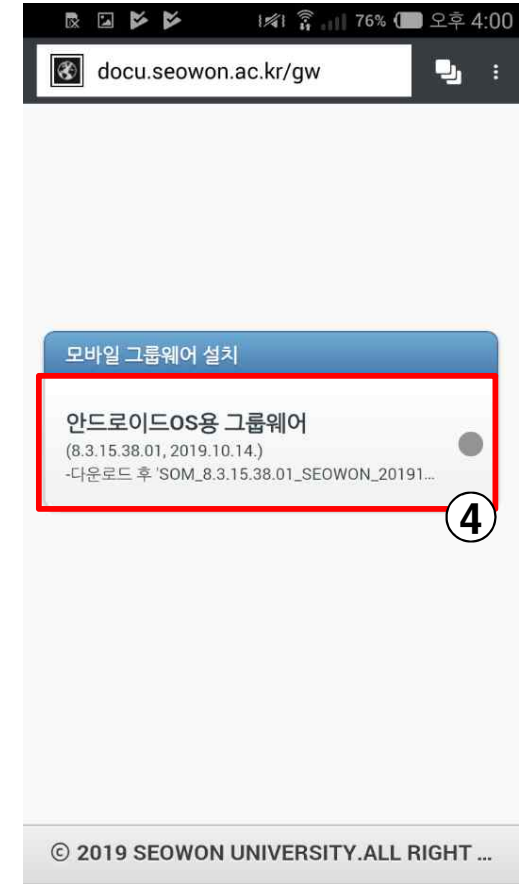 76% 오후 4:00
docu.seowon.ac.kr/gw
모바일 그룹웨어 설치
안드로이드OS용 그룹웨어
(8.3.15.38.01, 2019.10.14.)
-다운로드 후 'SOM_8.3.15.38.01_SEOWON_20191...
④
© 2019 SEOWON UNIVERSITY.ALL RIGHT ...